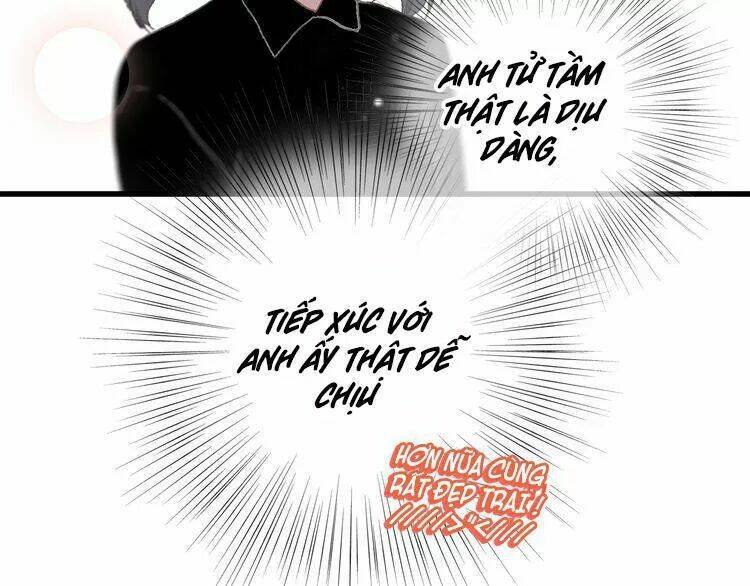 ANH TỬ TẦM
THẬT LÀ DỊU
DÀNG,
TIẾP XÚC VỚI
ANH ẤY THẬT DỄ
CHỊU
HƠN NỮA CŨNG
RẤT ĐẸP TRAI!
/////>"<////